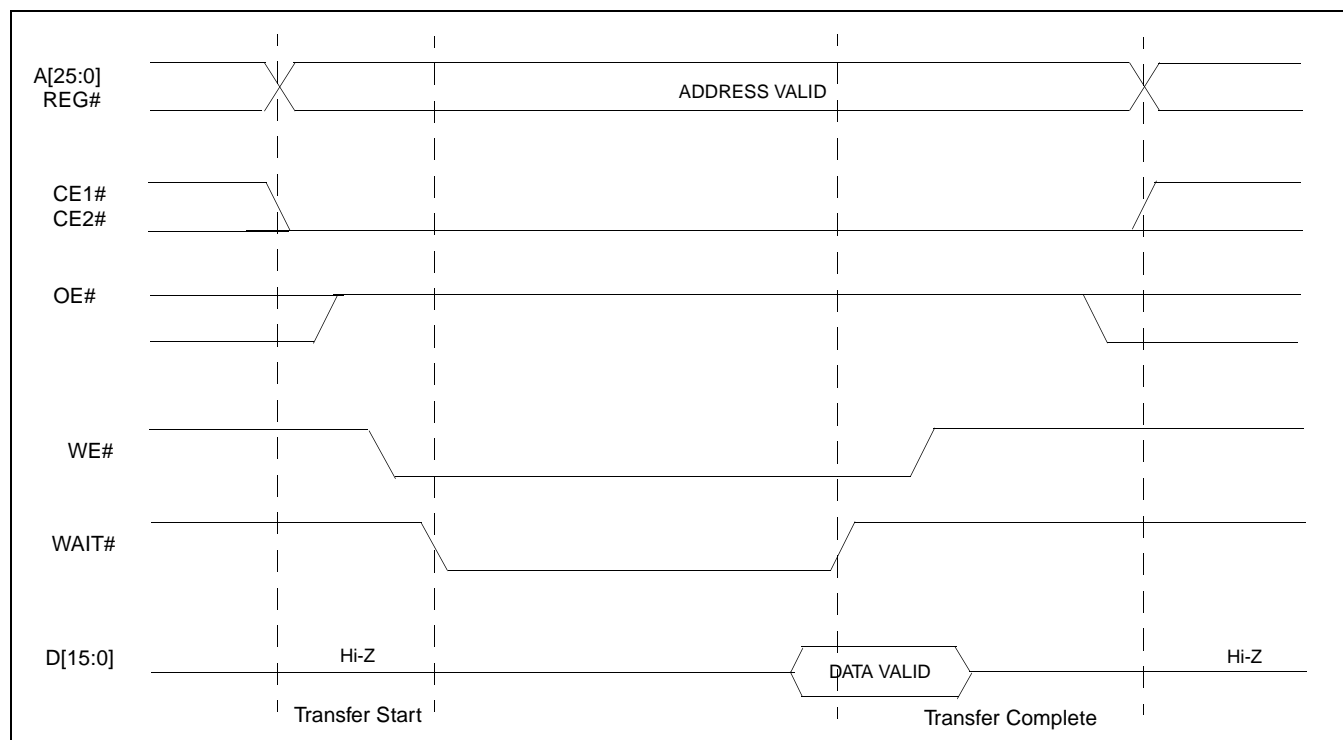 A[25:0]
REG#
ADDRESS VALID
CE1#
CE2#
OE#
WE#
WAIT#
D[15:0]
Hi-Z
DATA VALID
Hi-Z
Transfer Start
Transfer Complete